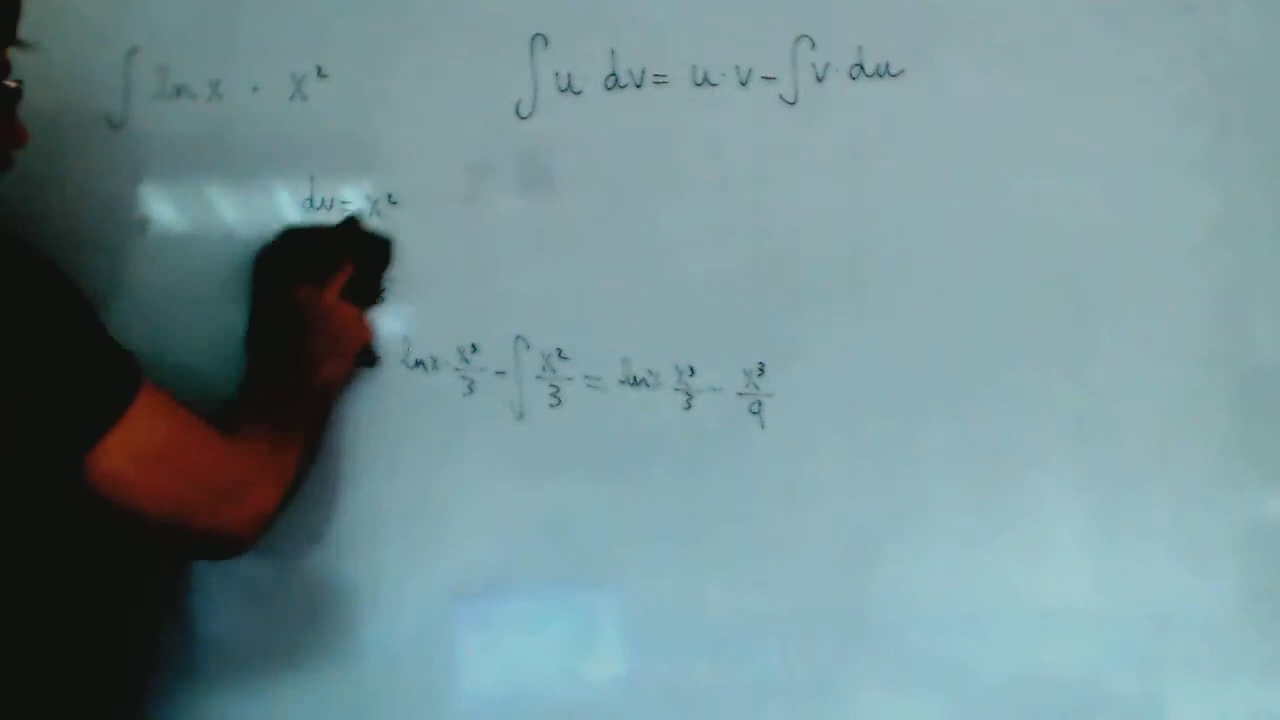 ∫ ln x · x² ∫u dv = u·v - ∫v·du
dv = x²
ln x · x³/3 - ∫ x²/3 = ln x x³/3 - x³/9